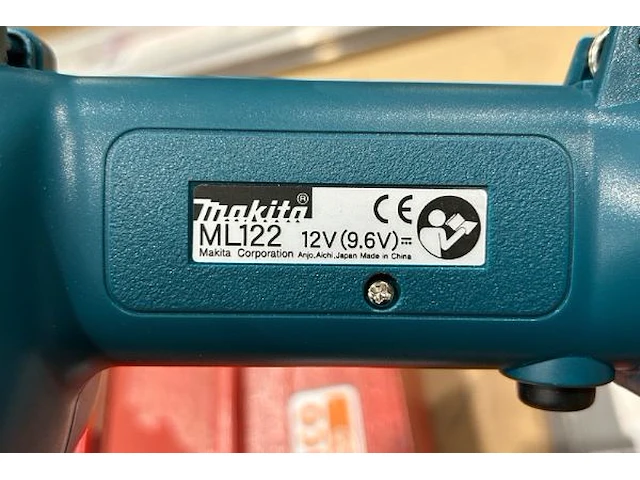 makita®
CE
ML122 12V(9.6V)⎓
Makita Corporation Anjo,Aichi,Japan Made in China